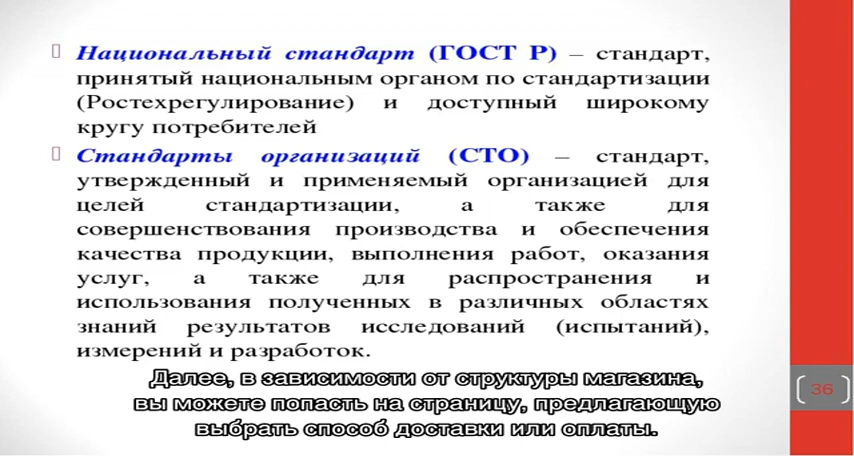 Национальный стандарт (ГОСТ Р) – стандарт,
принятый национальным органом по стандартизации
(Ростехрегулирование) и доступный широкому
кругу потребителей
Стандарты организаций (СТО) – стандарт,
утвержденный и применяемый организацией для
целей стандартизации, а также для
совершенствования производства и обеспечения
качества продукции, выполнения работ, оказания
услуг, а также для распространения и
использования полученных в различных областях
знаний результатов исследований (испытаний),
измерений и разработок.
Далее, в зависимости от структуры магазина,
вы можете попасть на страницу, предлагающую
выбрать способ доставки или оплаты.
36